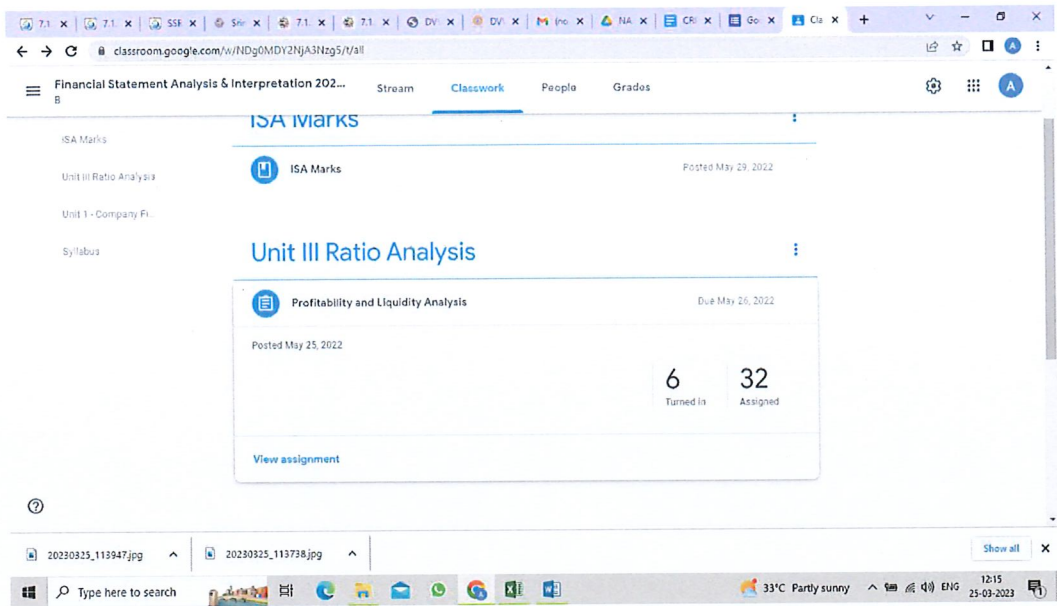 7.1
7.1.
SSR
7.1.
7.1
DV
DV
(no
NA
CRI
Go
Cla
classroom.google.com/w/NDg0MDY2NjA3Nzg5/t/all
Financial Statement Analysis & Interpretation 202...
B
Stream
Classwork
People
Grades
A
A
ISA Marks
Unit III Ratio Analysis
Unit 1 - Company Fi...
Syllabus
ISA Marks
ISA Marks
Posted May 29, 2022
Unit III Ratio Analysis
Profitability and Liquidity Analysis
Due May 26, 2022
Posted May 25, 2022
6
Turned in
32
Assigned
View assignment
20230325_113947.jpg
20230325_113738.jpg
Show all
Type here to search
33°C Partly sunny
ENG
12:15
25-03-2023